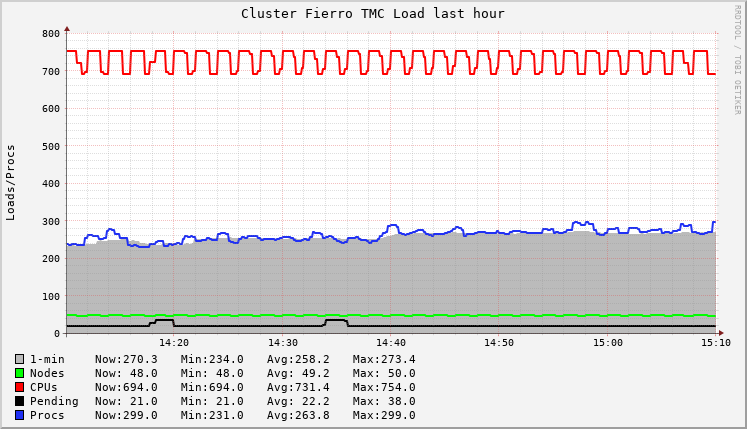 Cluster Fierro TMC Load last hour
RRDTOOL / TOBI OETIKER
Loads/Procs
800
700
600
500
400
300
200
100
0
14:20 14:30 14:40 14:50 15:00 15:10
1-min Now:270.3 Min:234.0 Avg:258.2 Max:273.4
Nodes Now: 48.0 Min: 48.0 Avg: 49.2 Max: 50.0
CPUs Now:694.0 Min:694.0 Avg:731.4 Max:754.0
Pending Now: 21.0 Min: 21.0 Avg: 22.2 Max: 38.0
Procs Now:299.0 Min:231.0 Avg:263.8 Max:299.0